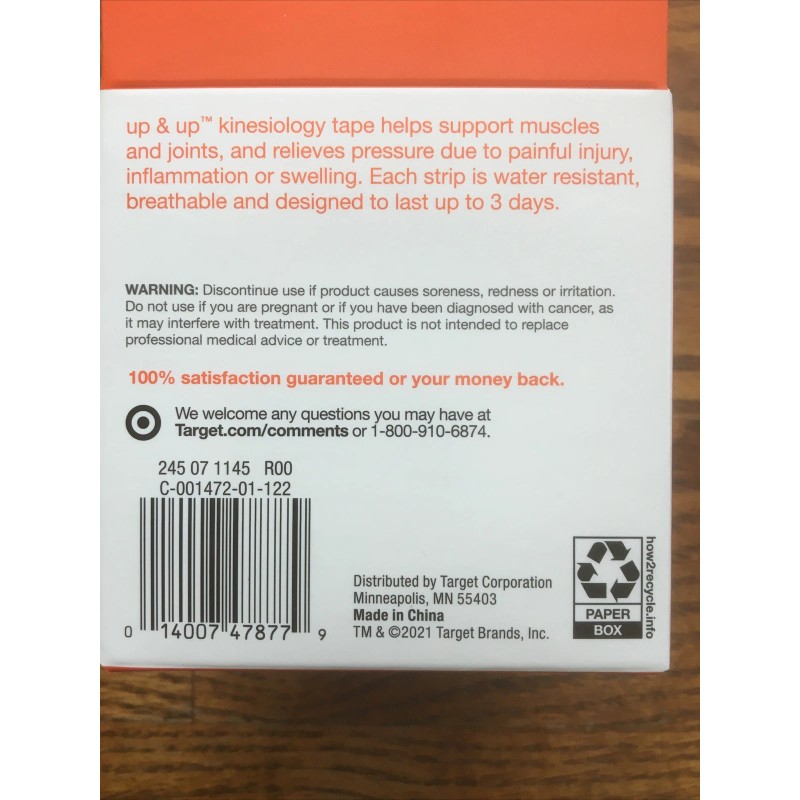 up & up™ kinesiology tape helps support muscles
and joints, and relieves pressure due to painful injury,
inflammation or swelling. Each strip is water resistant,
breathable and designed to last up to 3 days.
WARNING: Discontinue use if product causes soreness, redness or irritation.
Do not use if you are pregnant or if you have been diagnosed with cancer, as
it may interfere with treatment. This product is not intended to replace
professional medical advice or treatment.
100% satisfaction guaranteed or your money back.
We welcome any questions you may have at
Target.com/comments or 1-800-910-6874.
245 07 1145 R00
C-001472-01-122
0 14007 47877 9
Distributed by Target Corporation
Minneapolis, MN 55403
Made in China
TM & ©2021 Target Brands, Inc.
PAPER
BOX
how2recycle.info